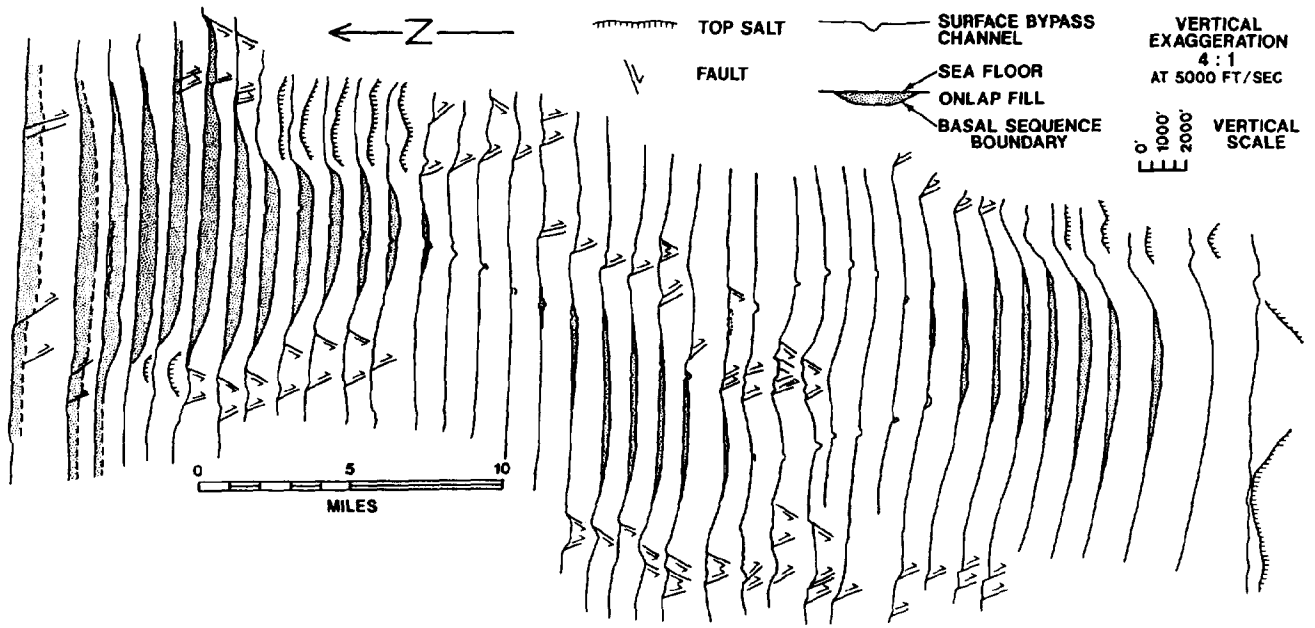 N
TOP SALT
FAULT
SURFACE BYPASS
CHANNEL
SEA FLOOR
ONLAP FILL
BASAL SEQUENCE
BOUNDARY
VERTICAL
EXAGGERATION
4 : 1
AT 5000 FT/SEC
0'
1000'
2000'
VERTICAL
SCALE
0 5 10
MILES